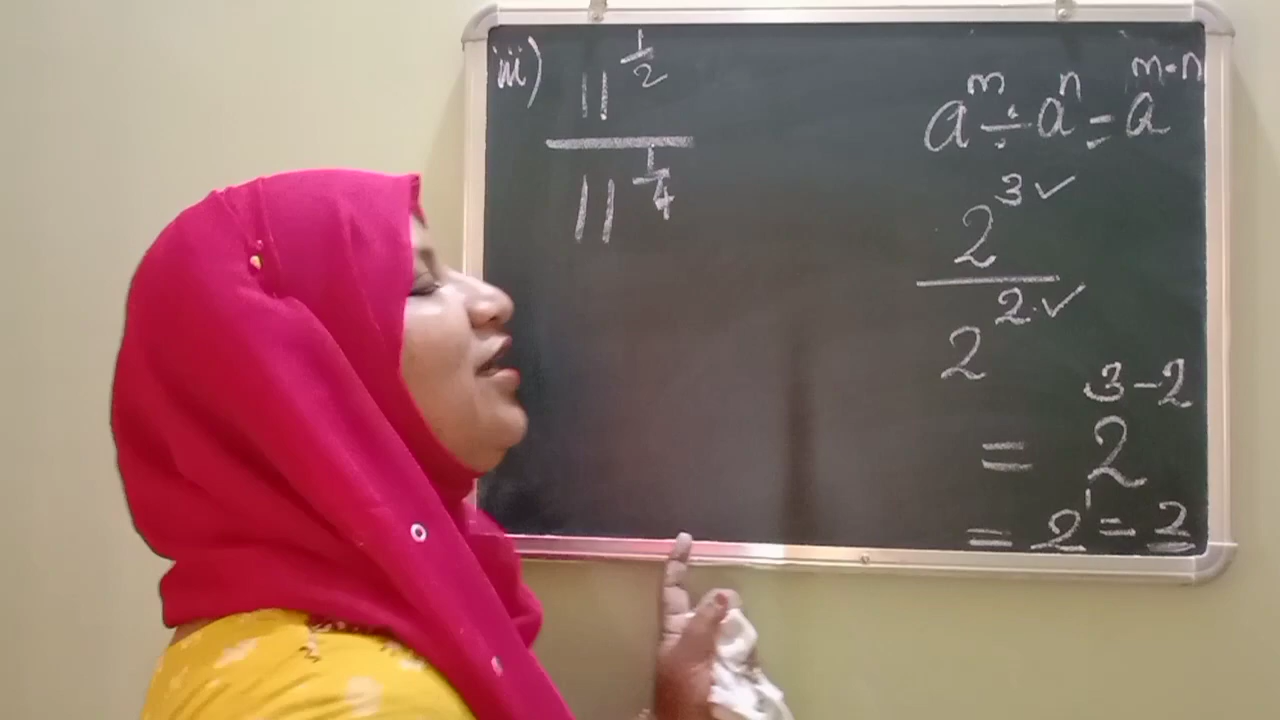 iii) 11^{1/2}
11^{1/4}
a^m ÷ a^n = a^{m-n}
2^3 ✓
2^2 ✓
= 2^{3-2}
= 2^1 = 2